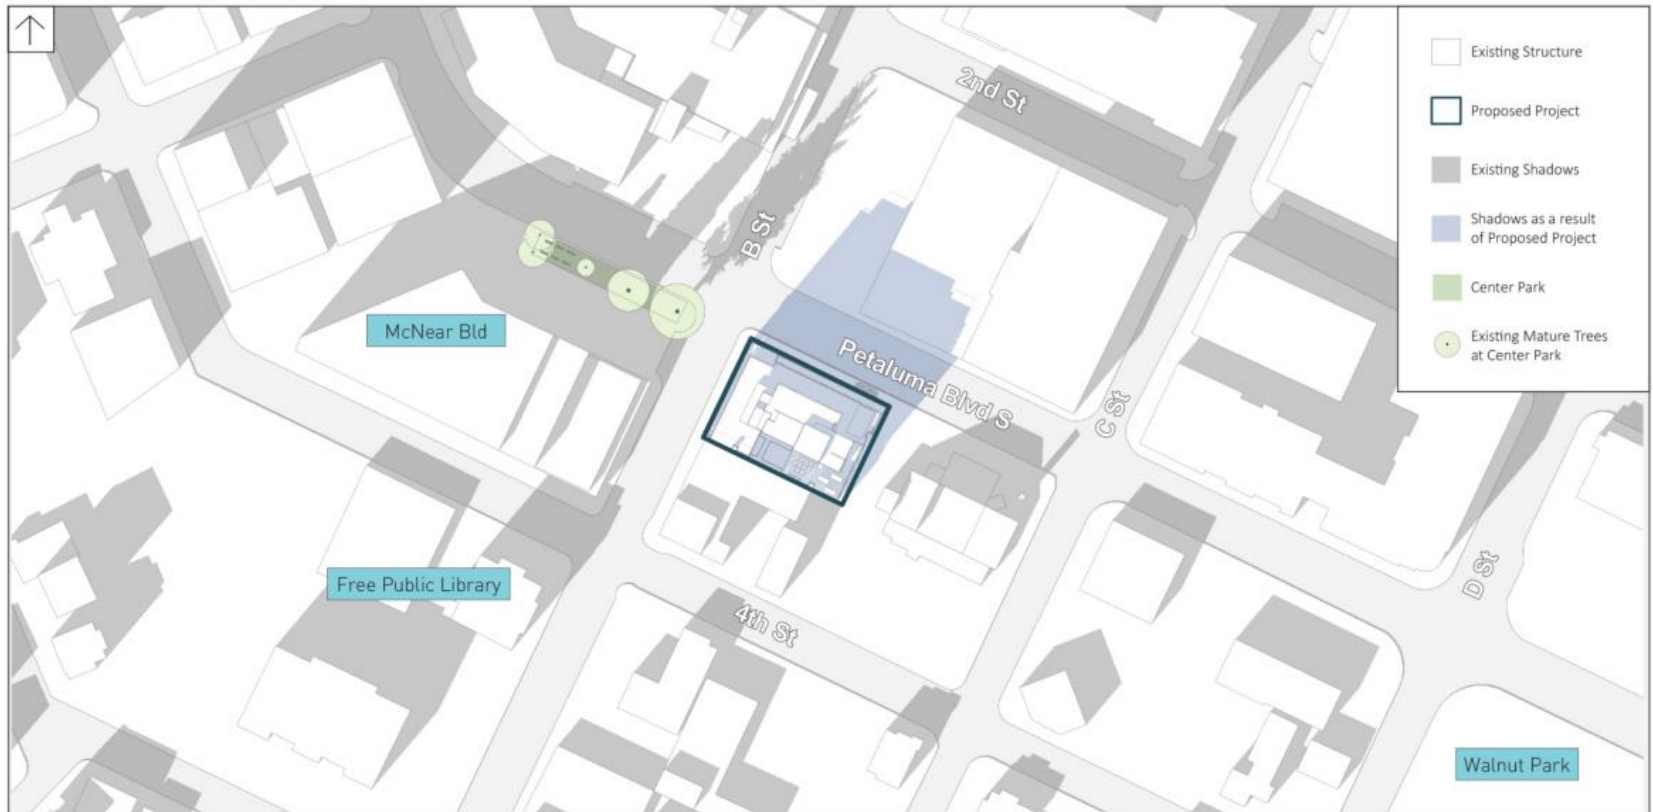 2nd St
B St
McNear Bld
Petaluma Blvd S
C St
Free Public Library
4th St
D St
Walnut Park
Existing Structure
Proposed Project
Existing Shadows
Shadows as a result
of Proposed Project
Center Park
Existing Mature Trees
at Center Park